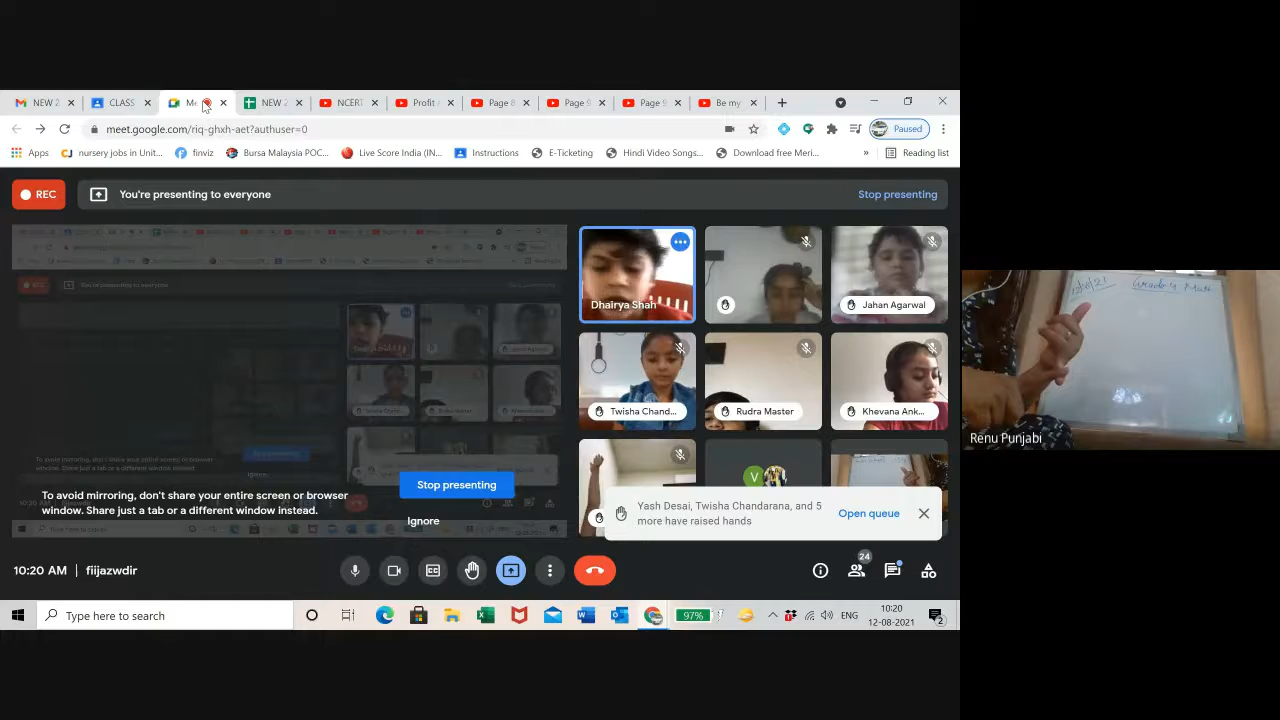 NEW 2
CLASS
Me
NEW 2
NCERT
Profit
Page 8
Page 9
Page 9
Be my
meet.google.com/riq-ghxh-aet?authuser=0
Paused
Apps
nursery jobs in Unit...
finviz
Bursa Malaysia POC...
Live Score India (IN...
Instructions
E-Ticketing
Hindi Video Songs...
Download free Meri...
»
Reading list
REC
You're presenting to everyone
Stop presenting
Dhairya Shah
Jahan Agarwal
Twisha Chand...
Rudra Master
Khevana Ank...
V
To avoid mirroring, don't share your entire screen or browser
window. Share just a tab or a different window instead.
Stop presenting
Ignore
Yash Desai, Twisha Chandarana, and 5
more have raised hands
Open queue
10:20 AM | fiijazwdir
24
Type here to search
97%
ENG
10:20
12-08-2021
2
Grade 4 Math
Renu Punjabi